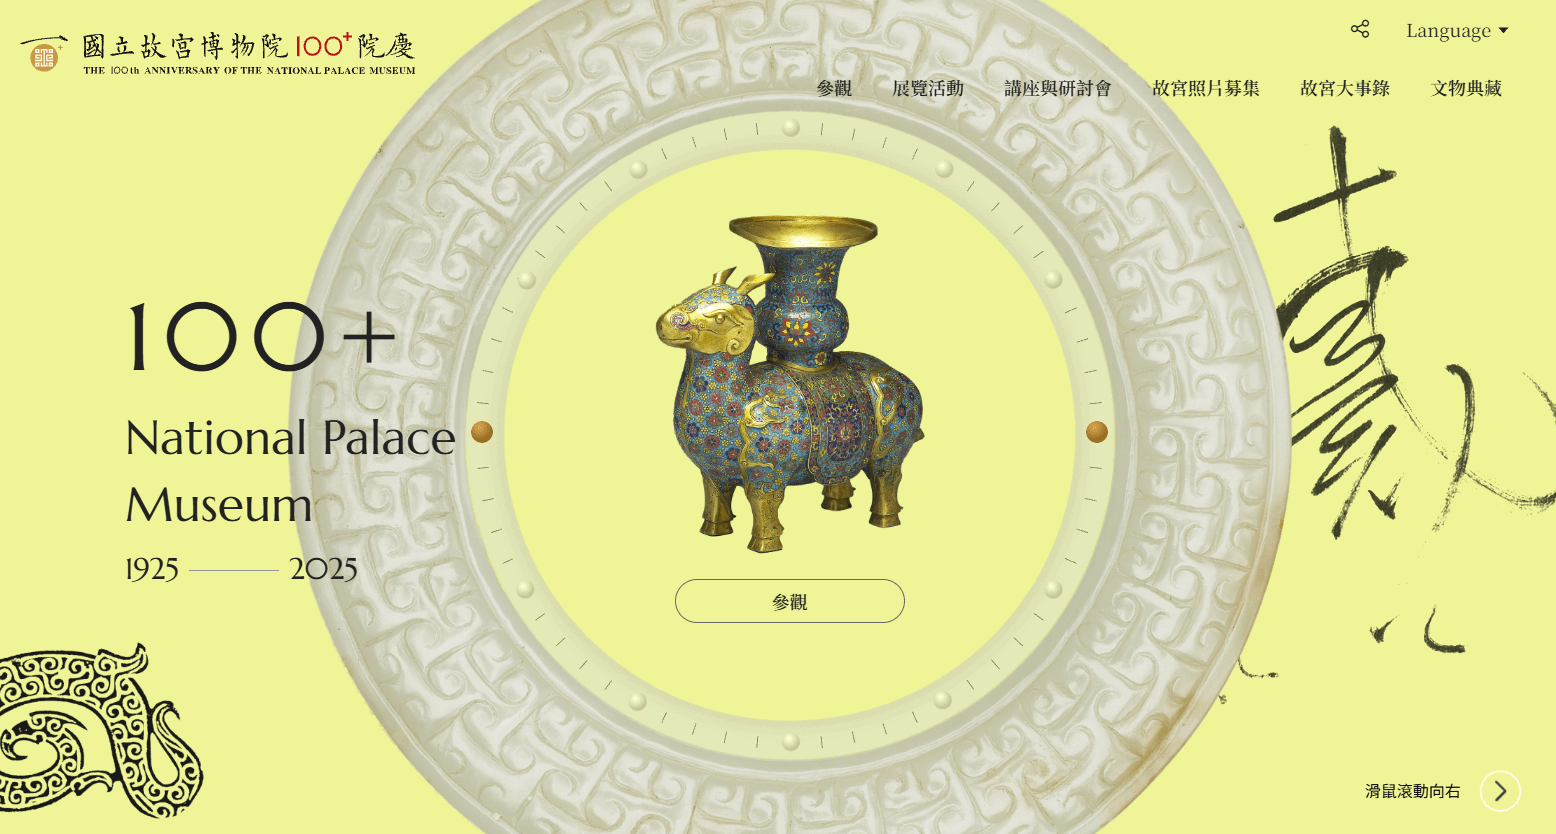 國立故宮博物院100+院慶
THE 100th ANNIVERSARY OF THE NATIONAL PALACE MUSEUM
Language
參觀
展覽活動
講座與研討會
故宮照片募集
故宮大事錄
文物典藏
100+
National Palace
Museum
1925
2025
參觀
滑鼠滾動向右